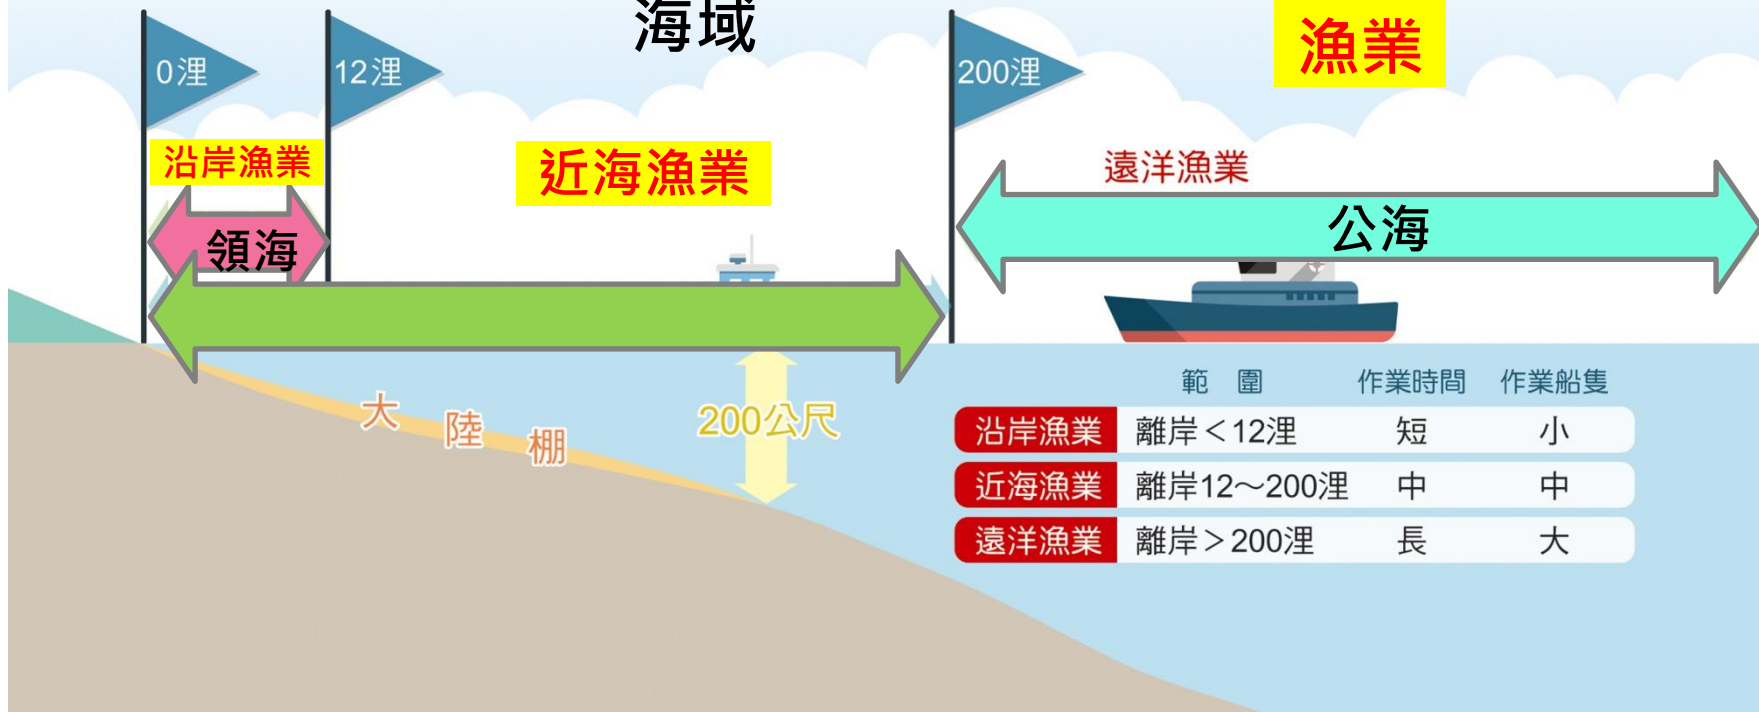 海域
漁業
0浬
12浬
200浬
沿岸漁業
近海漁業
遠洋漁業
領海
公海
大陸棚
200公尺
範 圍 作業時間 作業船隻
沿岸漁業 離岸<12浬 短 小
近海漁業 離岸12~200浬 中 中
遠洋漁業 離岸>200浬 長 大